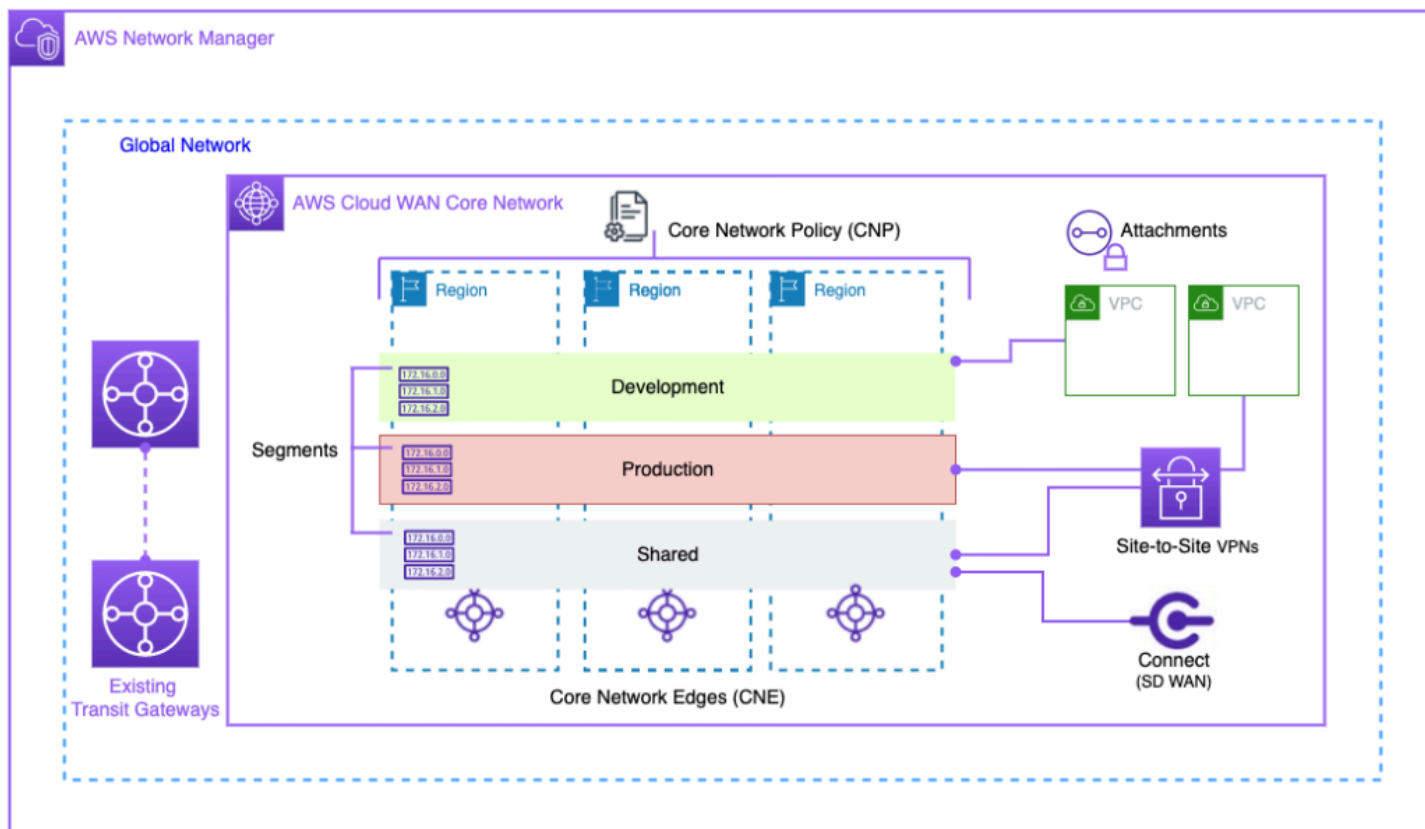 AWS Network Manager
Global Network
AWS Cloud WAN Core Network
Core Network Policy (CNP)
Attachments
Region
Region
Region
VPC
VPC
172.16.0.0
172.16.1.0
172.16.2.0
Development
Segments
172.16.0.0
172.16.1.0
172.16.2.0
Production
172.16.0.0
172.16.1.0
172.16.2.0
Shared
Site-to-Site VPNs
Connect
(SD WAN)
Existing
Transit Gateways
Core Network Edges (CNE)